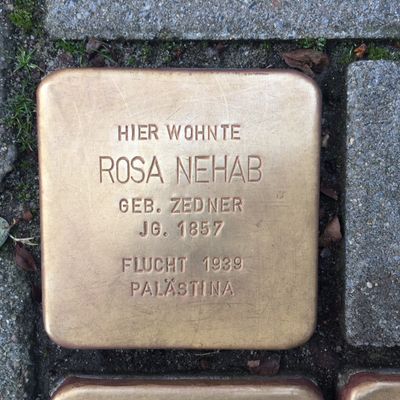 HIER WOHNTE
ROSA NEHAB
GEB. ZEDNER
JG. 1857
FLUCHT 1939
PALÄSTINA